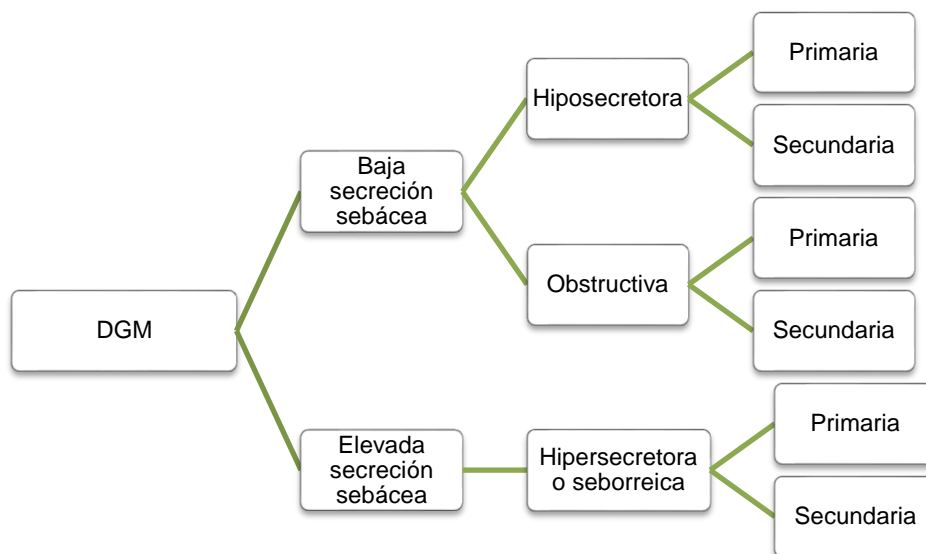 DGM
Baja
secreción
sebácea
Hiposecretora
Primaria
Secundaria
Obstructiva
Primaria
Secundaria
Elevada
secreción
sebácea
Hipersecretora
o seborreica
Primaria
Secundaria